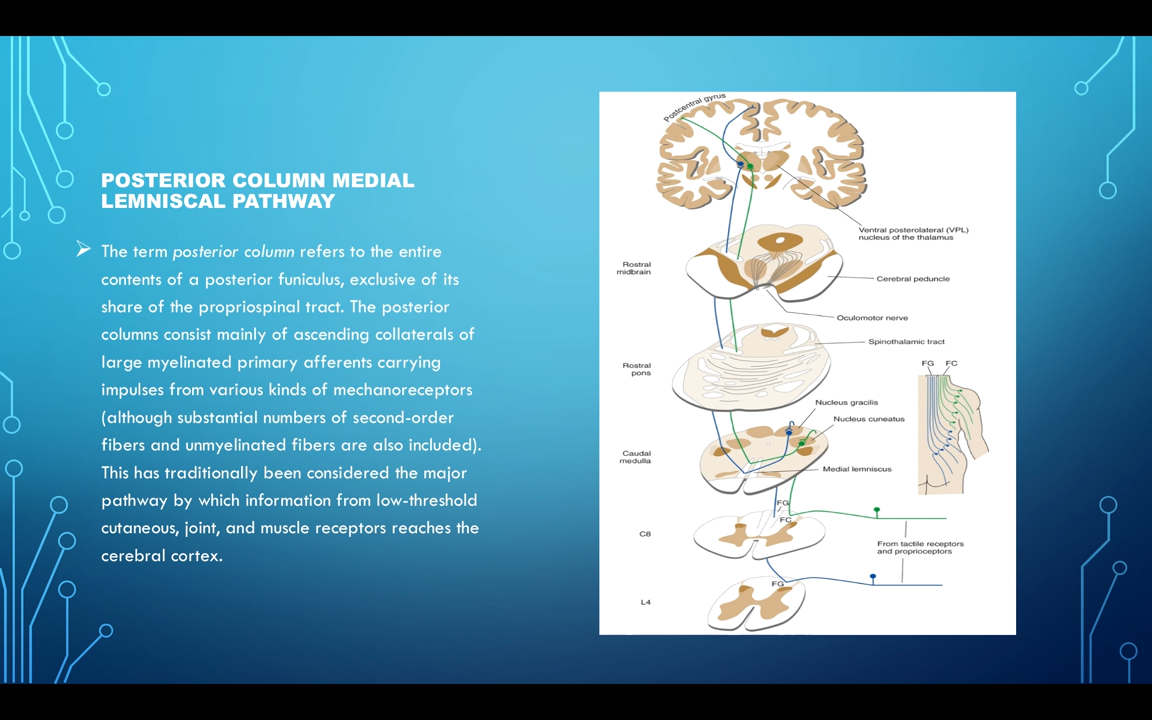 POSTERIOR COLUMN MEDIAL
LEMNISCAL PATHWAY
The term posterior column refers to the entire
contents of a posterior funiculus, exclusive of its
share of the propriospinal tract. The posterior
columns consist mainly of ascending collaterals of
large myelinated primary afferents carrying
impulses from various kinds of mechanoreceptors
(although substantial numbers of second-order
fibers and unmyelinated fibers are also included).
This has traditionally been considered the major
pathway by which information from low-threshold
cutaneous, joint, and muscle receptors reaches the
cerebral cortex.
Postcentral gyrus
Ventral posterolateral (VPL)
nucleus of the thalamus
Rostral
midbrain
Cerebral peduncle
Oculomotor nerve
Spinothalamic tract
Rostral
pons
FG FC
Nucleus gracilis
Nucleus cuneatus
Caudal
medulla
Medial lemniscus
FG
FC
C8
From tactile receptors
and proprioceptors
FG
L4